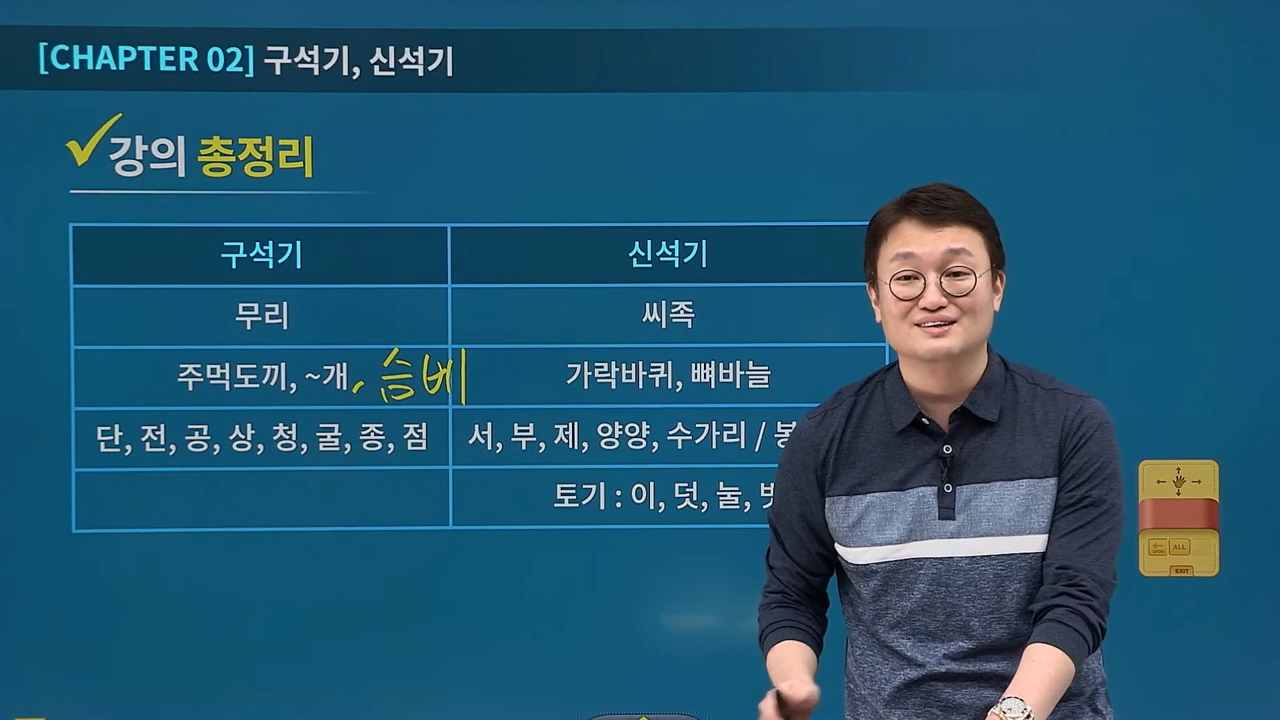 [CHAPTER 02] 구석기, 신석기
강의 총정리
구석기 신석기
무리 씨족
주먹도끼, ~개, 슴베 가락바퀴, 뼈바늘
단, 전, 공, 상, 청, 굴, 종, 점 서, 부, 제, 양양, 수가리 /
토기 : 이, 덧, 눌,
ALL
EXIT